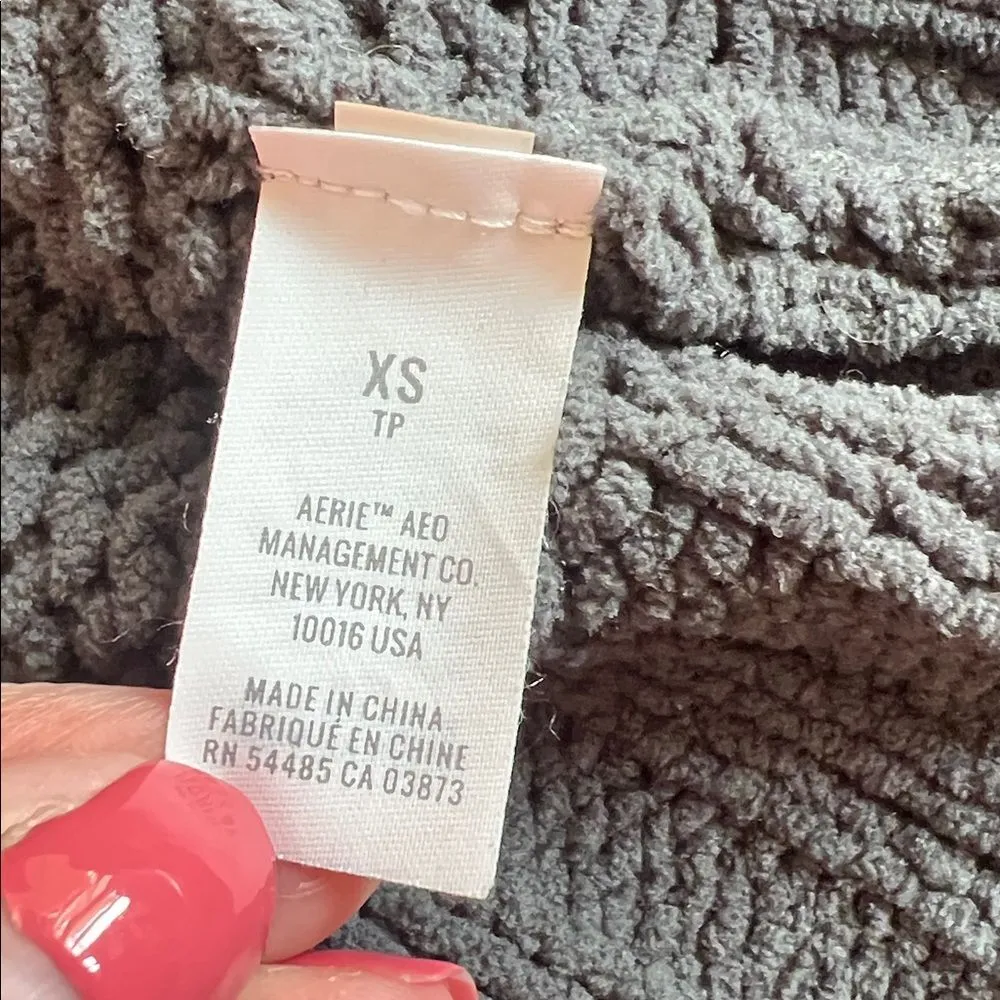 XS
TP
AERIE™ AEO
MANAGEMENT CO.
NEW YORK, NY
10016 USA
MADE IN CHINA
FABRIQUÉ EN CHINE
RN 54485 CA 03873